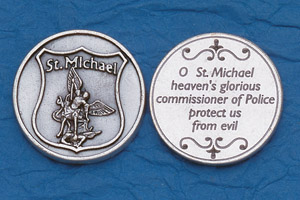 St. Michael
O St. Michael
heaven's glorious
commissioner of Police
protect us
from evil